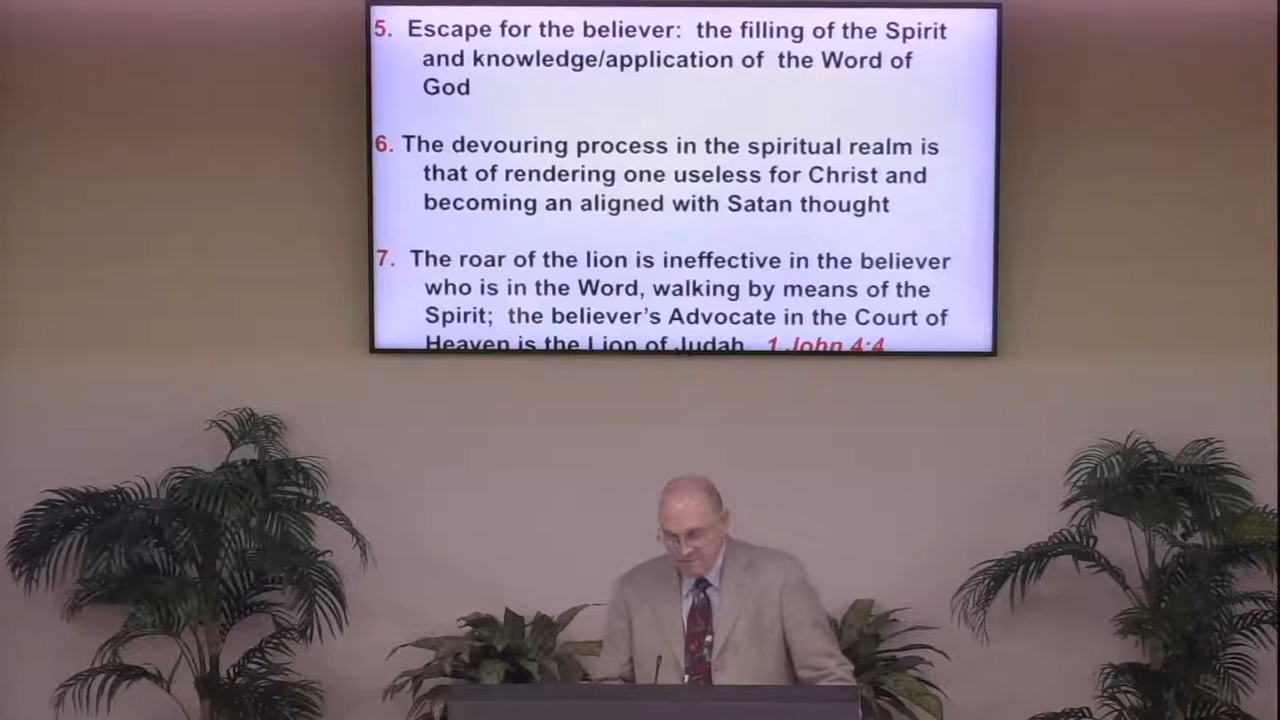 5. Escape for the believer: the filling of the Spirit
and knowledge/application of the Word of
God
6. The devouring process in the spiritual realm is
that of rendering one useless for Christ and
becoming an aligned with Satan thought
7. The roar of the lion is ineffective in the believer
who is in the Word, walking by means of the
Spirit; the believer's Advocate in the Court of
Heaven is the Lion of Judah 1 John 4:4